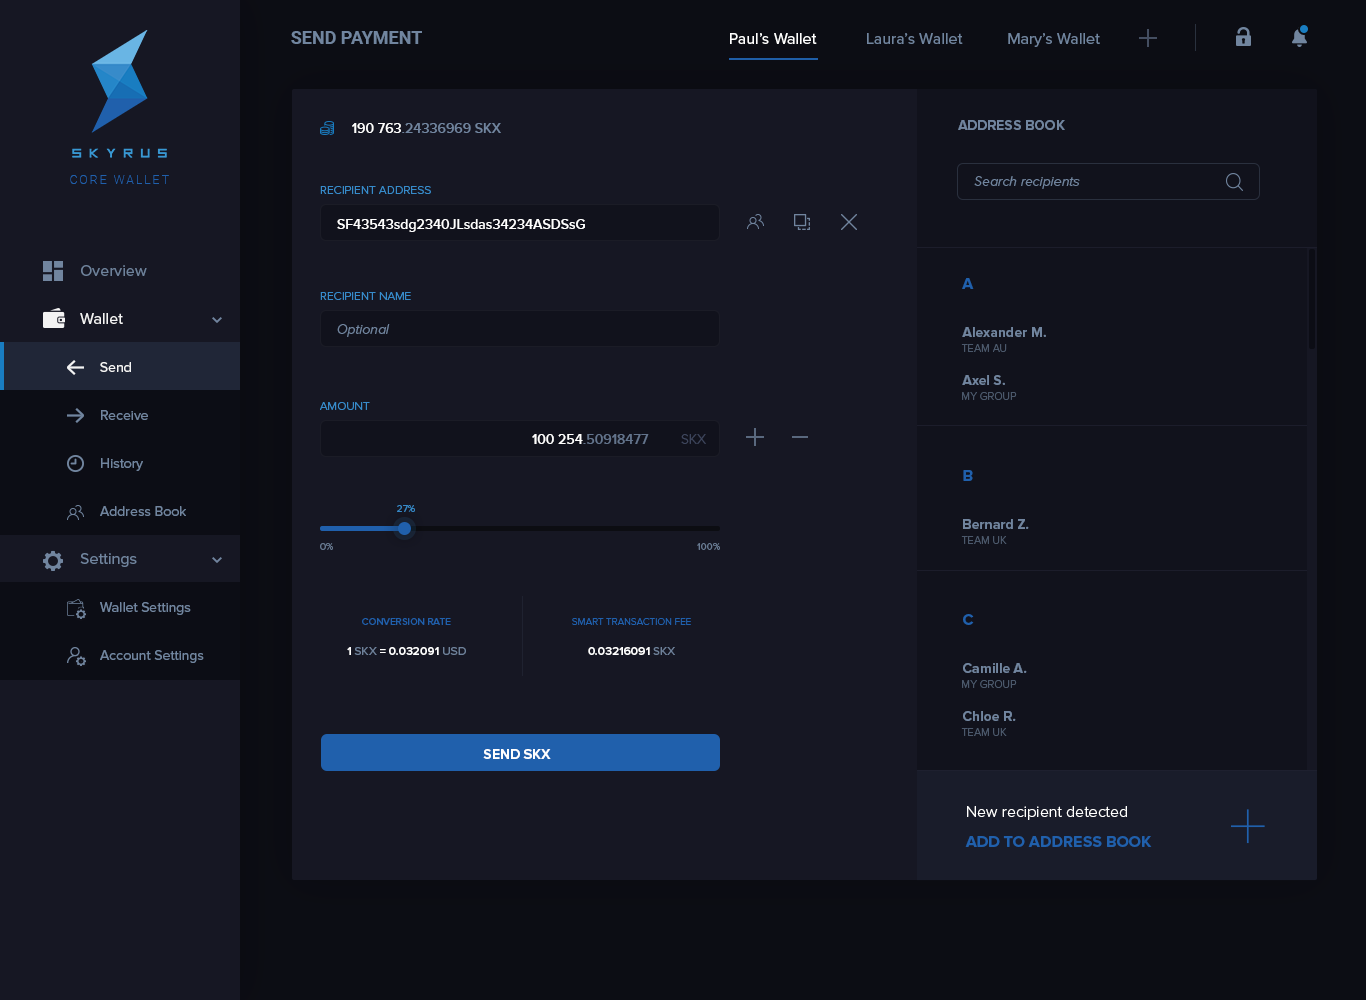 SKYRUS
CORE WALLET
Overview
Wallet
Send
Receive
History
Address Book
Settings
Wallet Settings
Account Settings
SEND PAYMENT
Paul's Wallet
Laura's Wallet
Mary's Wallet
190 763.24336969 SKX
RECIPIENT ADDRESS
SF43543sdg2340JLsdas34234ASDSsG
RECIPIENT NAME
Optional
AMOUNT
100 254.50918477 SKX
27%
0% 100%
CONVERSION RATE
1 SKX = 0.032091 USD
SMART TRANSACTION FEE
0.03216091 SKX
SEND SKX
ADDRESS BOOK
Search recipients
A
Alexander M.
TEAM AU
Axel S.
MY GROUP
B
Bernard Z.
TEAM UK
C
Camille A.
MY GROUP
Chloe R.
TEAM UK
New recipient detected
ADD TO ADDRESS BOOK